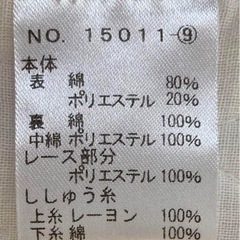 NO. 15011-⑨
本体
表 綿 80%
ポリエステル 20%
裏 綿 100%
中綿 ポリエステル 100%
レース部分
ポリエステル 100%
ししゅう糸
上糸 レーヨン 100%
下糸 綿 100%